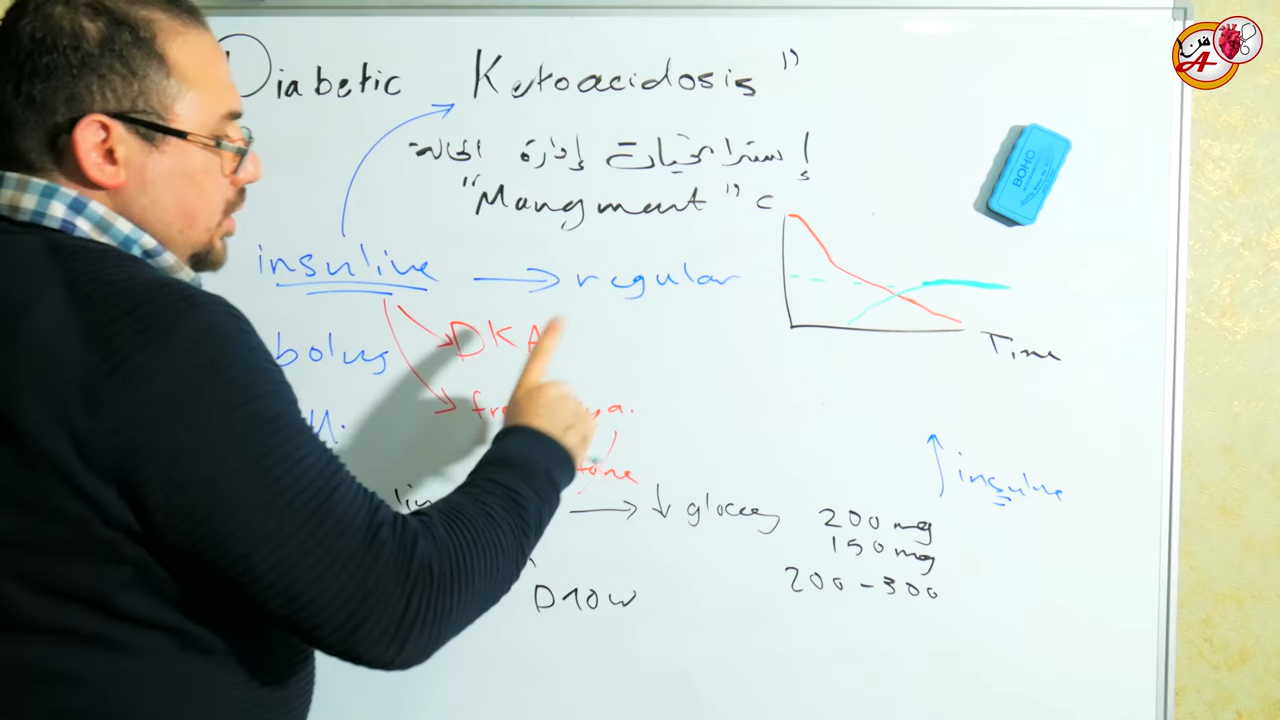 Diabetic Ketoacidosis"
إستراتيجيات إدارة الحالة
"Mangment" c
insuline → regular
bolus
DKA
Time
↑ insuline
→ ↓ glocey 200 mg
150 mg
200-300
D10W
BOHO
فن
A